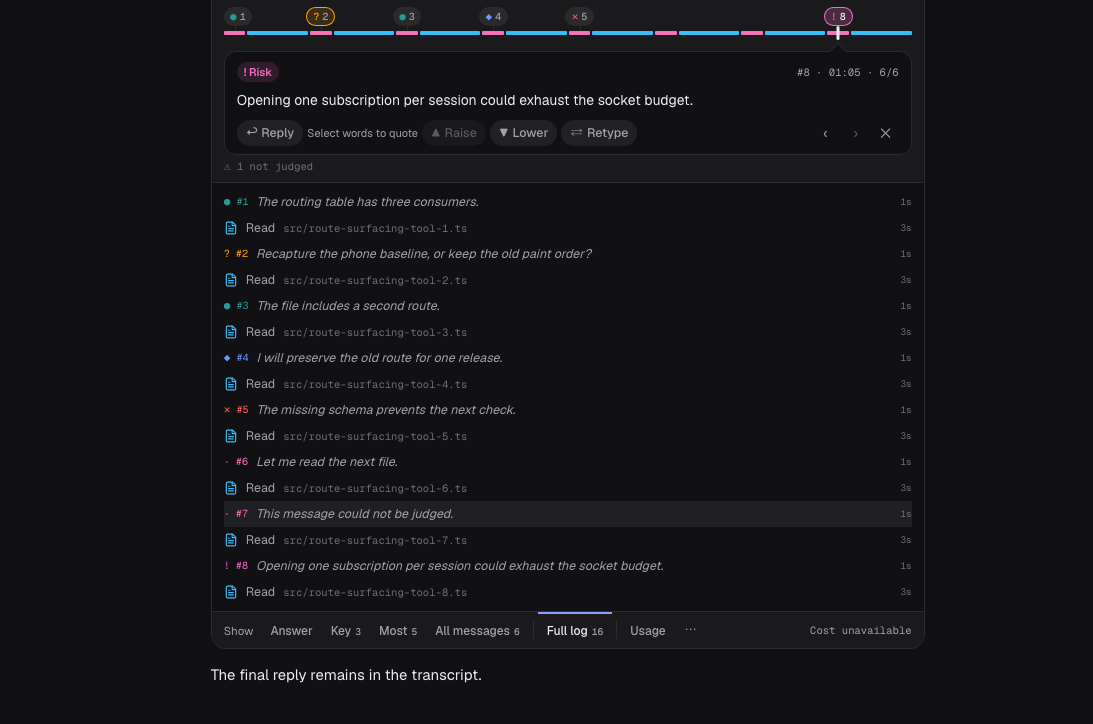 ● 1 ? 2 ● 3 ◆ 4 × 5 ! 8
! Risk #8 · 01:05 · 6/6
Opening one subscription per session could exhaust the socket budget.
↩ Reply Select words to quote ▲ Raise ▼ Lower ⇄ Retype ‹ › ×
⚠ 1 not judged
● #1 The routing table has three consumers. 1s
Read src/route-surfacing-tool-1.ts 3s
? #2 Recapture the phone baseline, or keep the old paint order? 1s
Read src/route-surfacing-tool-2.ts 3s
● #3 The file includes a second route. 1s
Read src/route-surfacing-tool-3.ts 3s
◆ #4 I will preserve the old route for one release. 1s
Read src/route-surfacing-tool-4.ts 3s
× #5 The missing schema prevents the next check. 1s
Read src/route-surfacing-tool-5.ts 3s
· #6 Let me read the next file. 1s
Read src/route-surfacing-tool-6.ts 3s
· #7 This message could not be judged. 1s
Read src/route-surfacing-tool-7.ts 3s
! #8 Opening one subscription per session could exhaust the socket budget. 1s
Read src/route-surfacing-tool-8.ts 3s
Show Answer Key 3 Most 5 All messages 6 Full log 16 Usage ··· Cost unavailable
The final reply remains in the transcript.